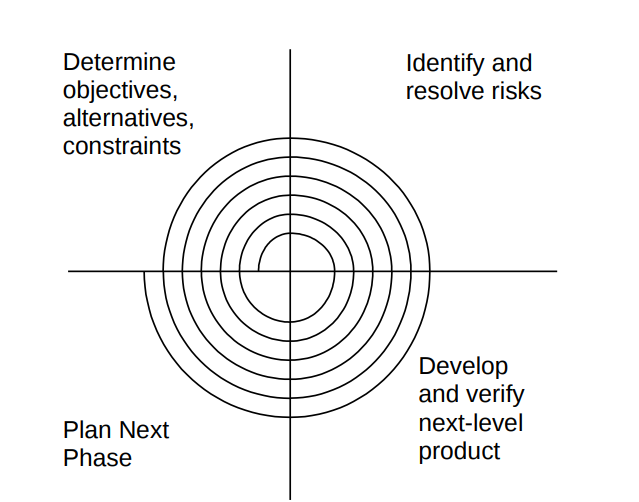 Determine
objectives,
alternatives,
constraints
Identify and
resolve risks
Develop
and verify
next-level
product
Plan Next
Phase